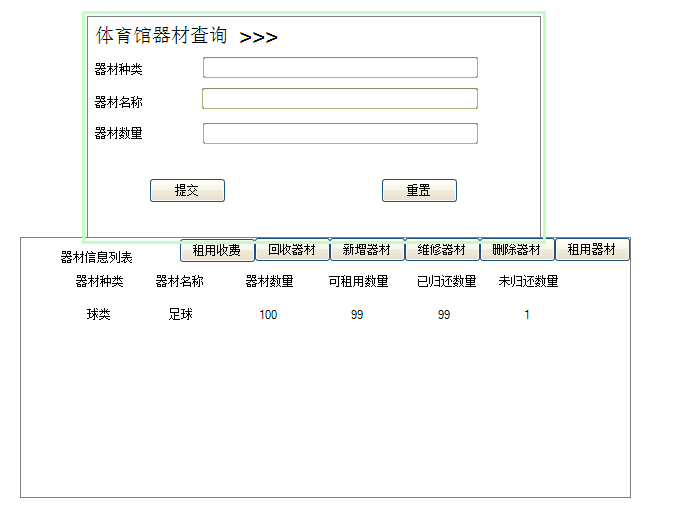 体育馆器材查询 >>>
器材种类
器材名称
器材数量
提交 重置
器材信息列表 租用收费 回收器材 新增器材 维修器材 删除器材 租用器材
器材种类 器材名称 器材数量 可租用数量 已归还数量 未归还数量
球类 足球 100 99 99 1